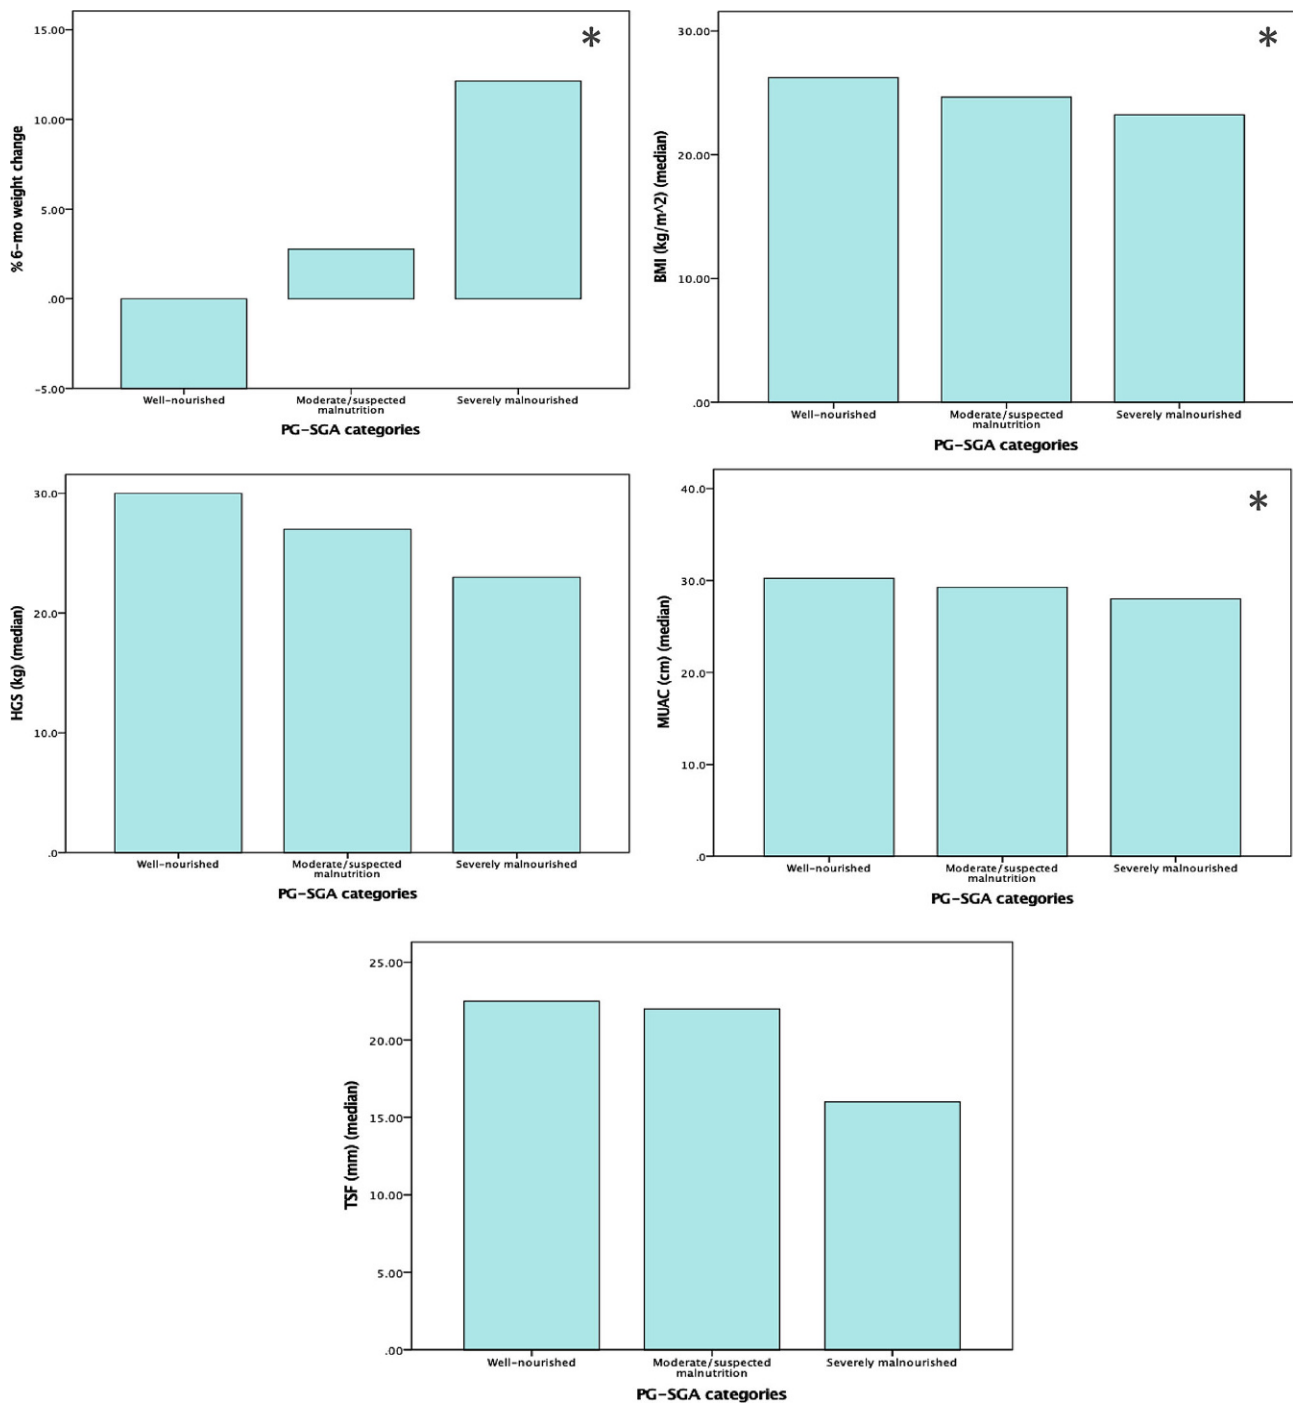 15.00
10.00
5.00
.00
-5.00
% 6-mo weight change
*
Well-nourished
Moderate/suspected
malnutrition
Severely malnourished
PG-SGA categories
30.00
20.00
10.00
.00
BMI (kg/m^2) (median)
*
Well-nourished
Moderate/suspected
malnutrition
Severely malnourished
PG-SGA categories
30.0
20.0
10.0
.0
HGS (kg) (median)
Well-nourished
Moderate/suspected
malnutrition
Severely malnourished
PG-SGA categories
40.0
30.0
20.0
10.0
.0
MUAC (cm) (median)
*
Well-nourished
Moderate/suspected
malnutrition
Severely malnourished
PG-SGA categories
25.00
20.00
15.00
10.00
5.00
.00
TSF (mm) (median)
Well-nourished
Moderate/suspected
malnutrition
Severely malnourished
PG-SGA categories